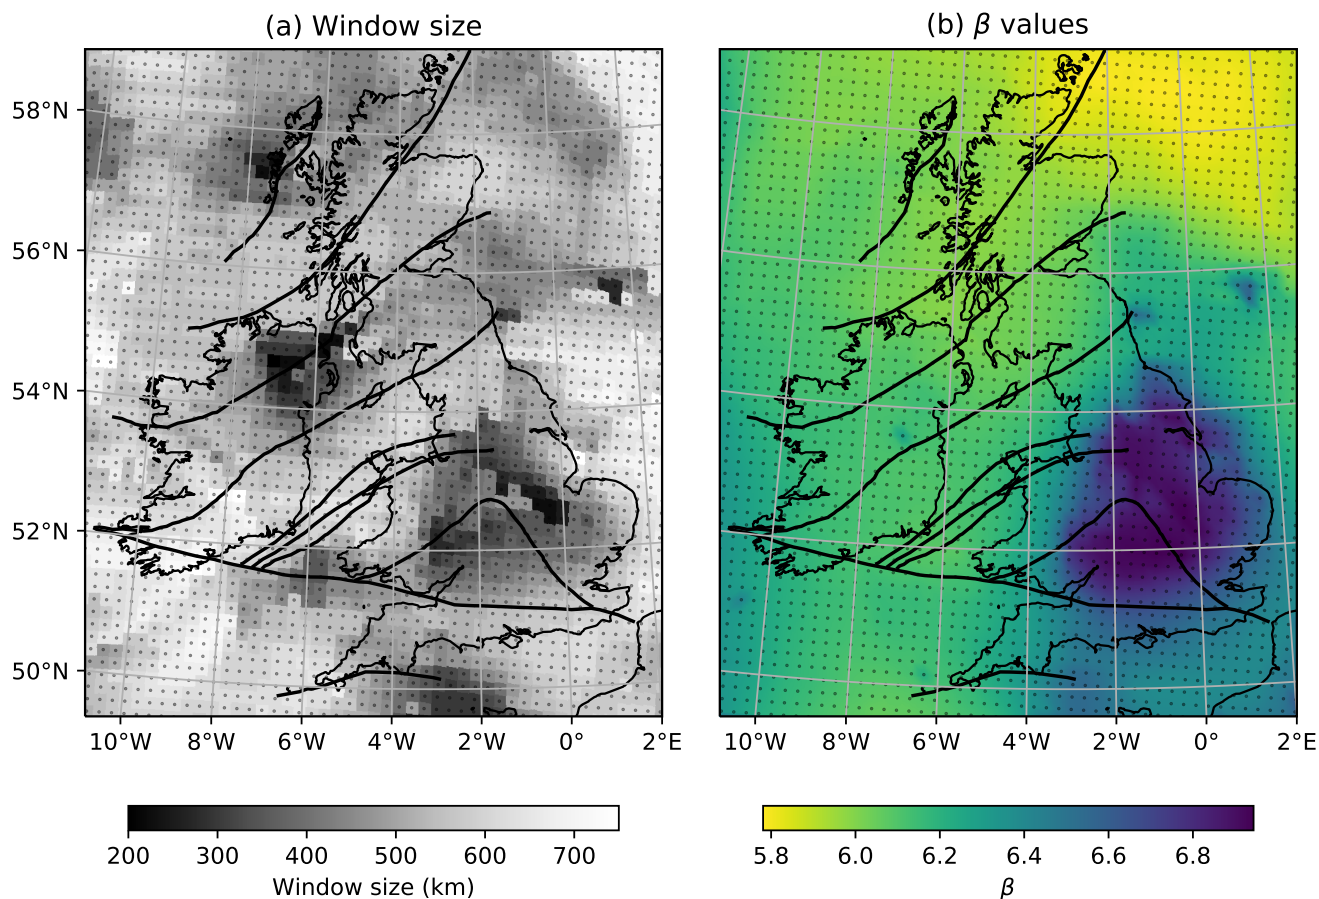 (a) Window size
(b) β values
58°N
56°N
54°N
52°N
50°N
10°W 8°W 6°W 4°W 2°W 0° 2°E
10°W 8°W 6°W 4°W 2°W 0° 2°E
200 300 400 500 600 700
Window size (km)
5.8 6.0 6.2 6.4 6.6 6.8
β